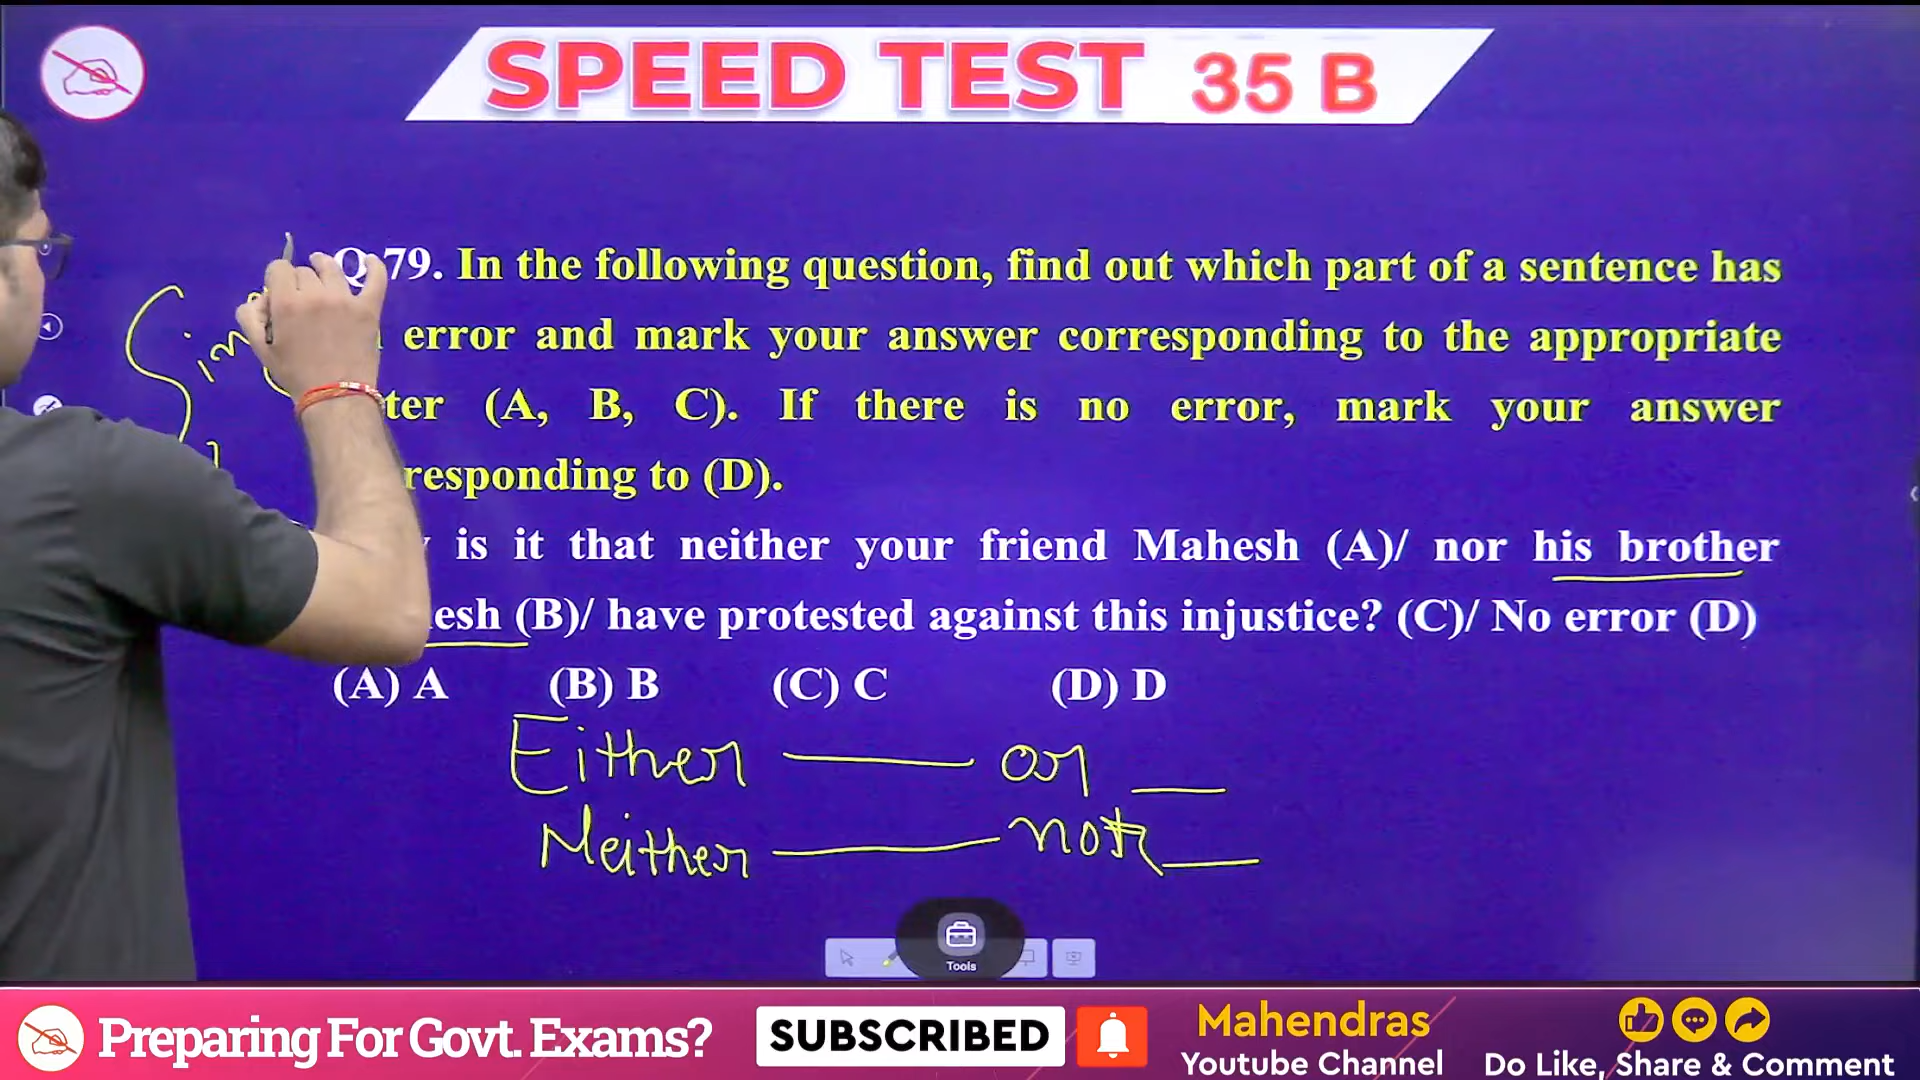 SPEED TEST 35 B
Q 79. In the following question, find out which part of a sentence has
error and mark your answer corresponding to the appropriate
ter (A, B, C). If there is no error, mark your answer
responding to (D).
is it that neither your friend Mahesh (A)/ nor his brother
esh (B)/ have protested against this injustice? (C)/ No error (D)
(A) A (B) B (C) C (D) D
Either or
Neither nor
Tools
Preparing For Govt. Exams? SUBSCRIBED
Mahendras
Youtube Channel
Do Like, Share & Comment